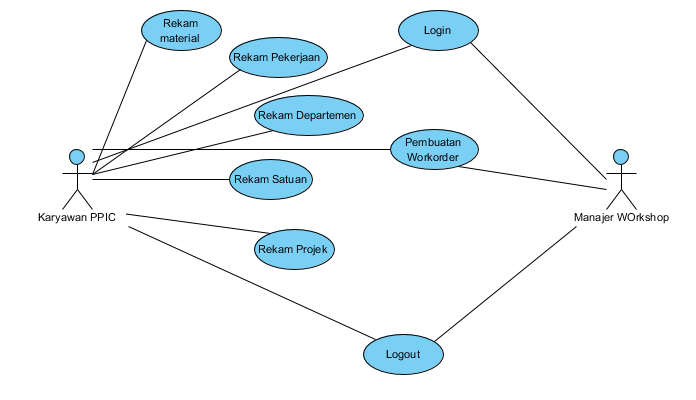 Rekam
material
Login
Rekam Pekerjaan
Rekam Departemen
Pembuatan
Workorder
Rekam Satuan
Karyawan PPIC
Manajer WOrkshop
Rekam Projek
Logout